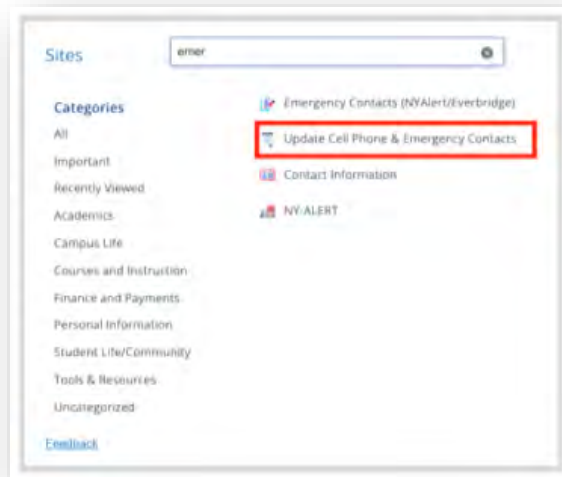 Sites
emer
Categories
All
Important
Recently Viewed
Academics
Campus Life
Courses and Instruction
Finance and Payments
Personal Information
Student Life/Community
Tools & Resources
Uncategorized
Feedback
Emergency Contacts (NYAlert/Everbridge)
Update Cell Phone & Emergency Contacts
Contact Information
NY-ALERT